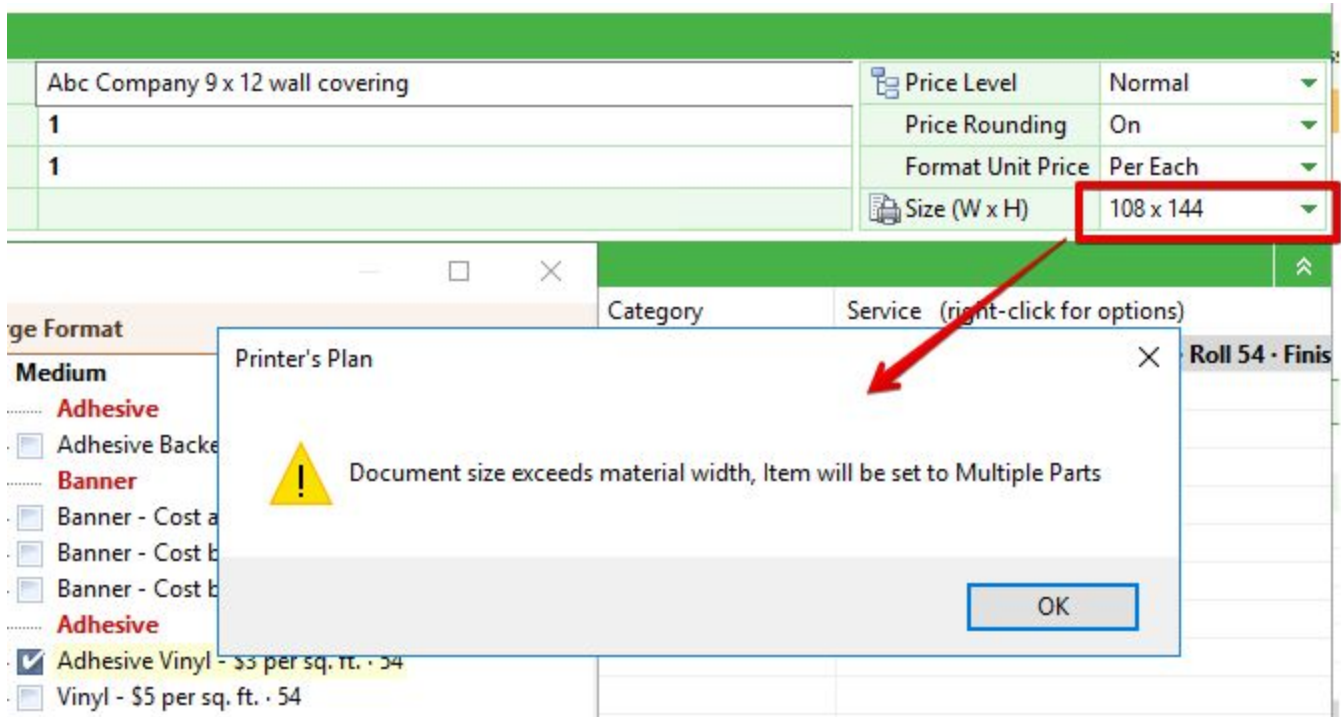 Abc Company 9 x 12 wall covering
Price Level Normal
1
Price Rounding On
1
Format Unit Price Per Each
Size (W x H) 108 x 144
Category Service (right-click for options)
Format
Roll 54 · Finis
Medium
Printer's Plan
Adhesive
Adhesive Backe
Document size exceeds material width, Item will be set to Multiple Parts
Banner
Banner - Cost a
Banner - Cost b
Banner - Cost b
OK
Adhesive
Adhesive Vinyl - $3 per sq. ft. · 54
Vinyl - $5 per sq. ft. · 54